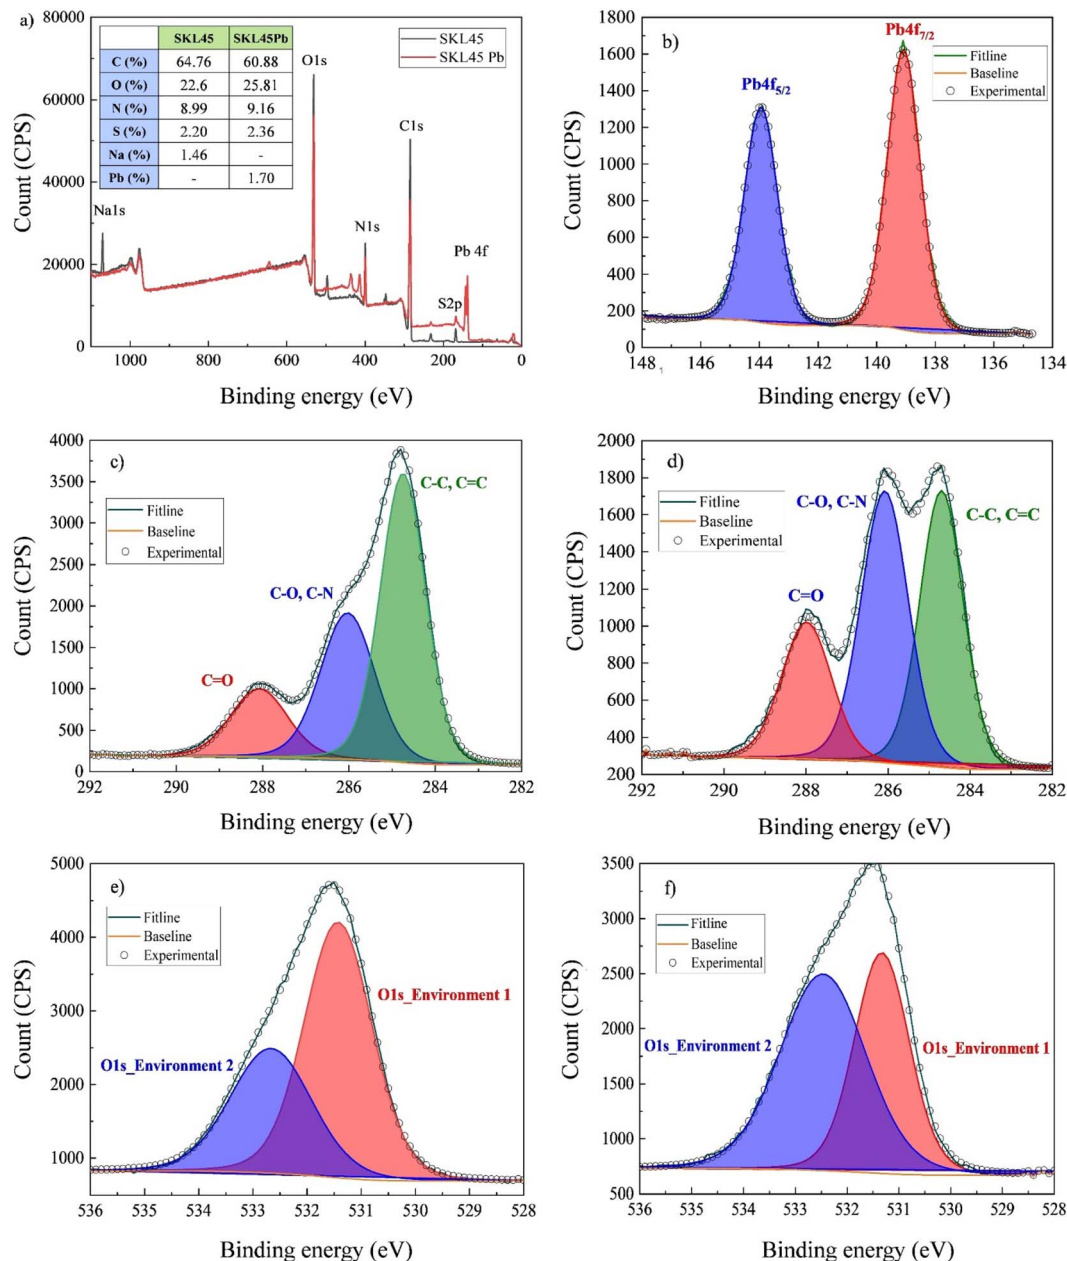 a)
SKL45 SKL45Pb
C (%) 64.76 60.88
O (%) 22.6 25.81
N (%) 8.99 9.16
S (%) 2.20 2.36
Na (%) 1.46 -
Pb (%) - 1.70
SKL45
SKL45 Pb
O1s
C1s
Na1s
N1s
Pb 4f
S2p
80000
60000
40000
20000
0
Count (CPS)
1000 800 600 400 200 0
Binding energy (eV)
b)
Pb4f7/2
Pb4f5/2
Fitline
Baseline
Experimental
1800
1600
1400
1200
1000
800
600
400
200
0
Count (CPS)
148 144 142 140 138 136 134
Binding energy (eV)
c)
Fitline
Baseline
Experimental
C-C, C=C
C-O, C-N
C=O
4000
3500
3000
2500
2000
1500
1000
500
0
Count (CPS)
292 290 288 286 284 282
Binding energy (eV)
d)
Fitline
Baseline
Experimental
C-O, C-N
C-C, C=C
C=O
2000
1800
1600
1400
1200
1000
800
600
400
200
Count (CPS)
292 290 288 286 284 282
Binding energy (eV)
e)
Fitline
Baseline
Experimental
O1s_Environment 1
O1s_Environment 2
5000
4000
3000
2000
1000
Count (CPS)
536 535 534 533 532 531 530 529 528
Binding energy (eV)
f)
Fitline
Baseline
Experimental
O1s_Environment 2
O1s_Environment 1
3500
3000
2500
2000
1500
1000
500
Count (CPS)
536 535 534 533 532 531 530 529 528
Binding energy (eV)